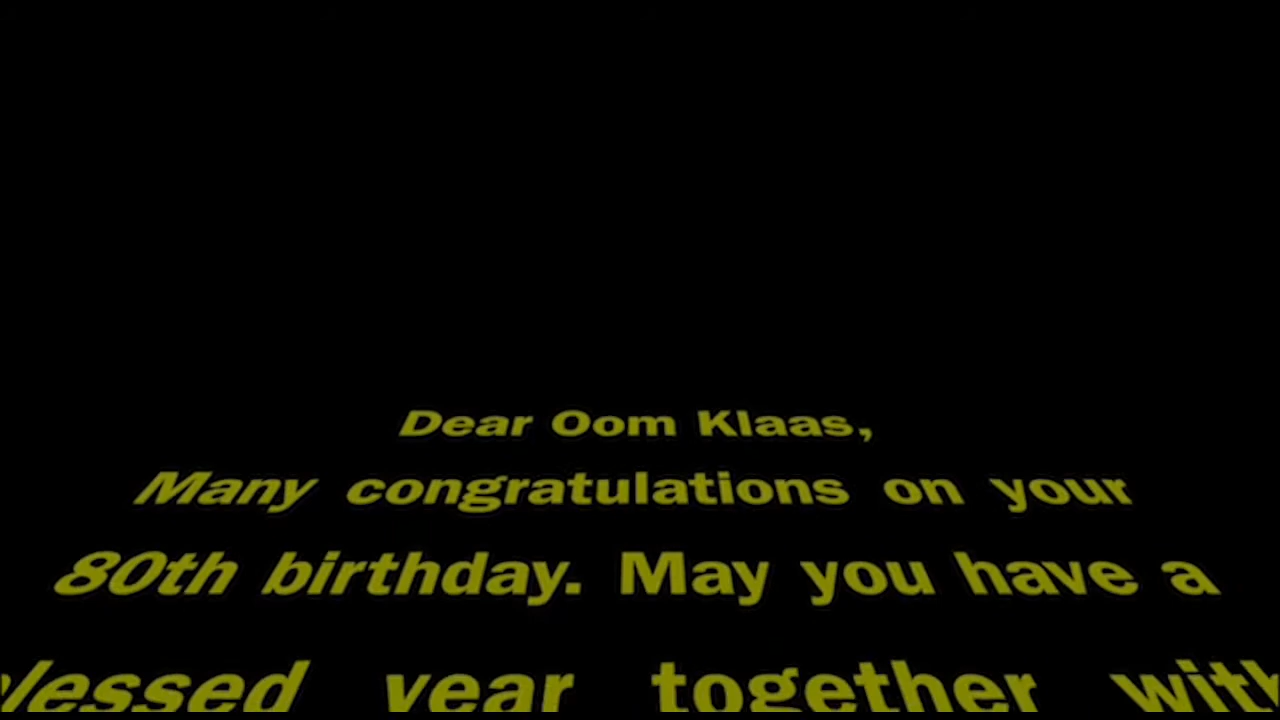 Dear Oom Klaas,
Many congratulations on your
80th birthday. May you have a
blessed year together with